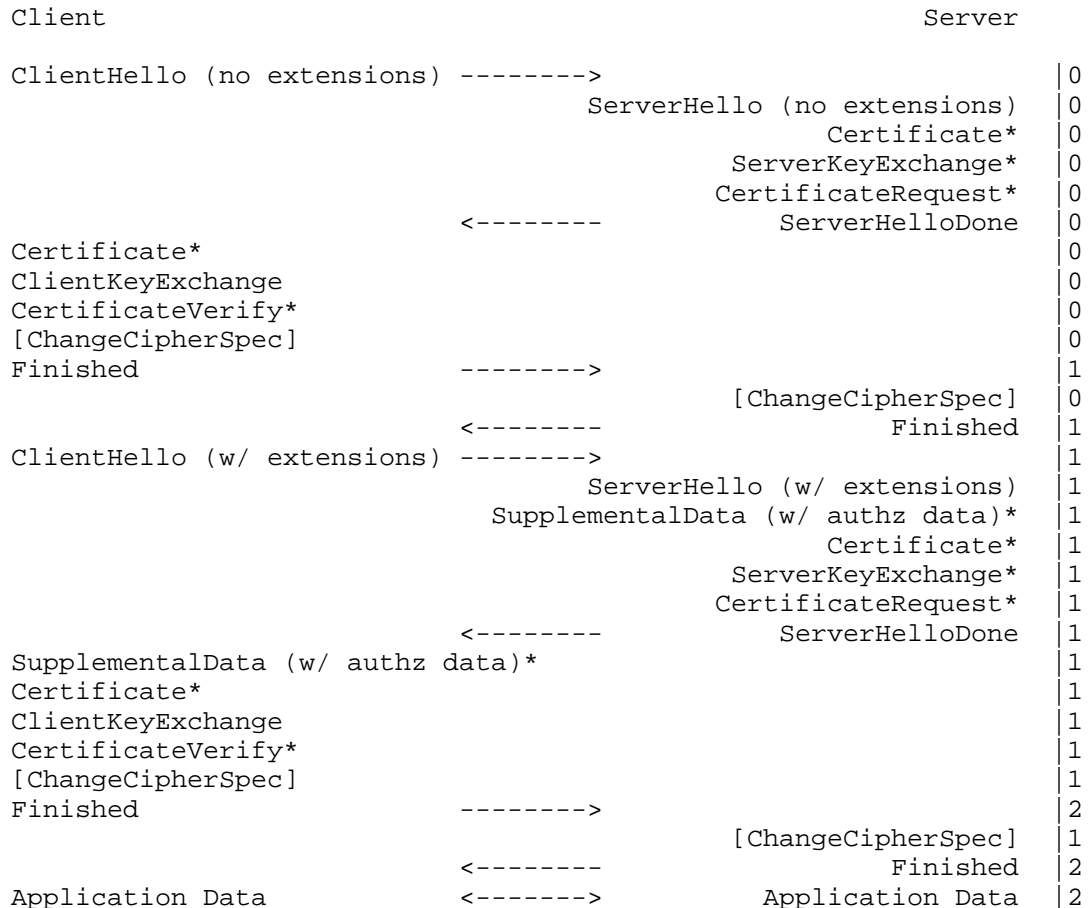 Client                                                   Server

ClientHello (no extensions) -------->                            |0
                                    ServerHello (no extensions)  |0
                                                   Certificate*  |0
                                             ServerKeyExchange*  |0
                                            CertificateRequest*  |0
                            <--------           ServerHelloDone  |0
Certificate*                                                     |0
ClientKeyExchange                                                |0
CertificateVerify*                                               |0
[ChangeCipherSpec]                                               |0
Finished                    -------->                            |1
                                             [ChangeCipherSpec]  |0
                            <--------                  Finished  |1
ClientHello (w/ extensions) -------->                            |1
                                    ServerHello (w/ extensions)  |1
                              SupplementalData (w/ authz data)*  |1
                                                   Certificate*  |1
                                             ServerKeyExchange*  |1
                                            CertificateRequest*  |1
                            <--------           ServerHelloDone  |1
SupplementalData (w/ authz data)*                                |1
Certificate*                                                     |1
ClientKeyExchange                                                |1
CertificateVerify*                                               |1
[ChangeCipherSpec]                                               |1
Finished                    -------->                            |2
                                             [ChangeCipherSpec]  |1
                            <--------                  Finished  |2
Application Data            <------->          Application Data  |2